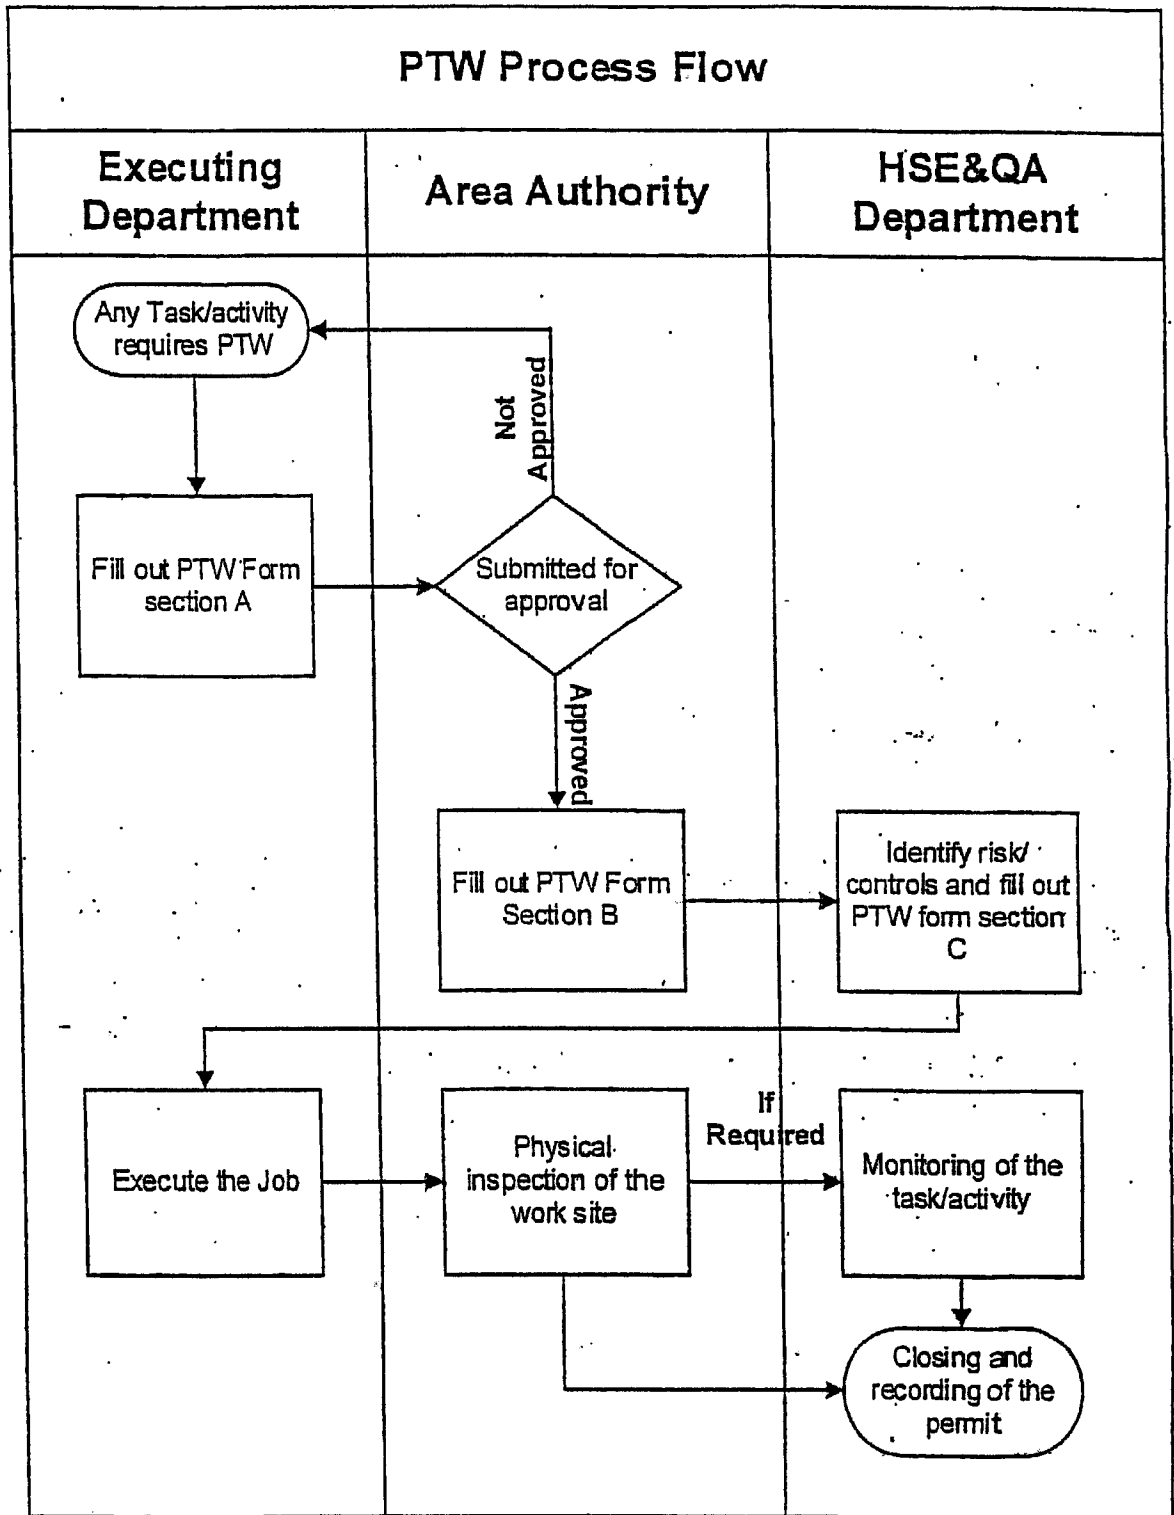 PTW Process Flow
Executing
Department
Area Authority
HSE&QA
Department
Any Task/activity
requires PTW
Not
Approved
Fill out PTW Form
section A
Submitted for
approval
Approved
Fill out PTW Form
Section B
Identify risk/
controls and fill out
PTW form section
C
Execute the Job
Physical
inspection of the
work site
If
Required
Monitoring of the
task/activity
Closing and
recording of the
permit